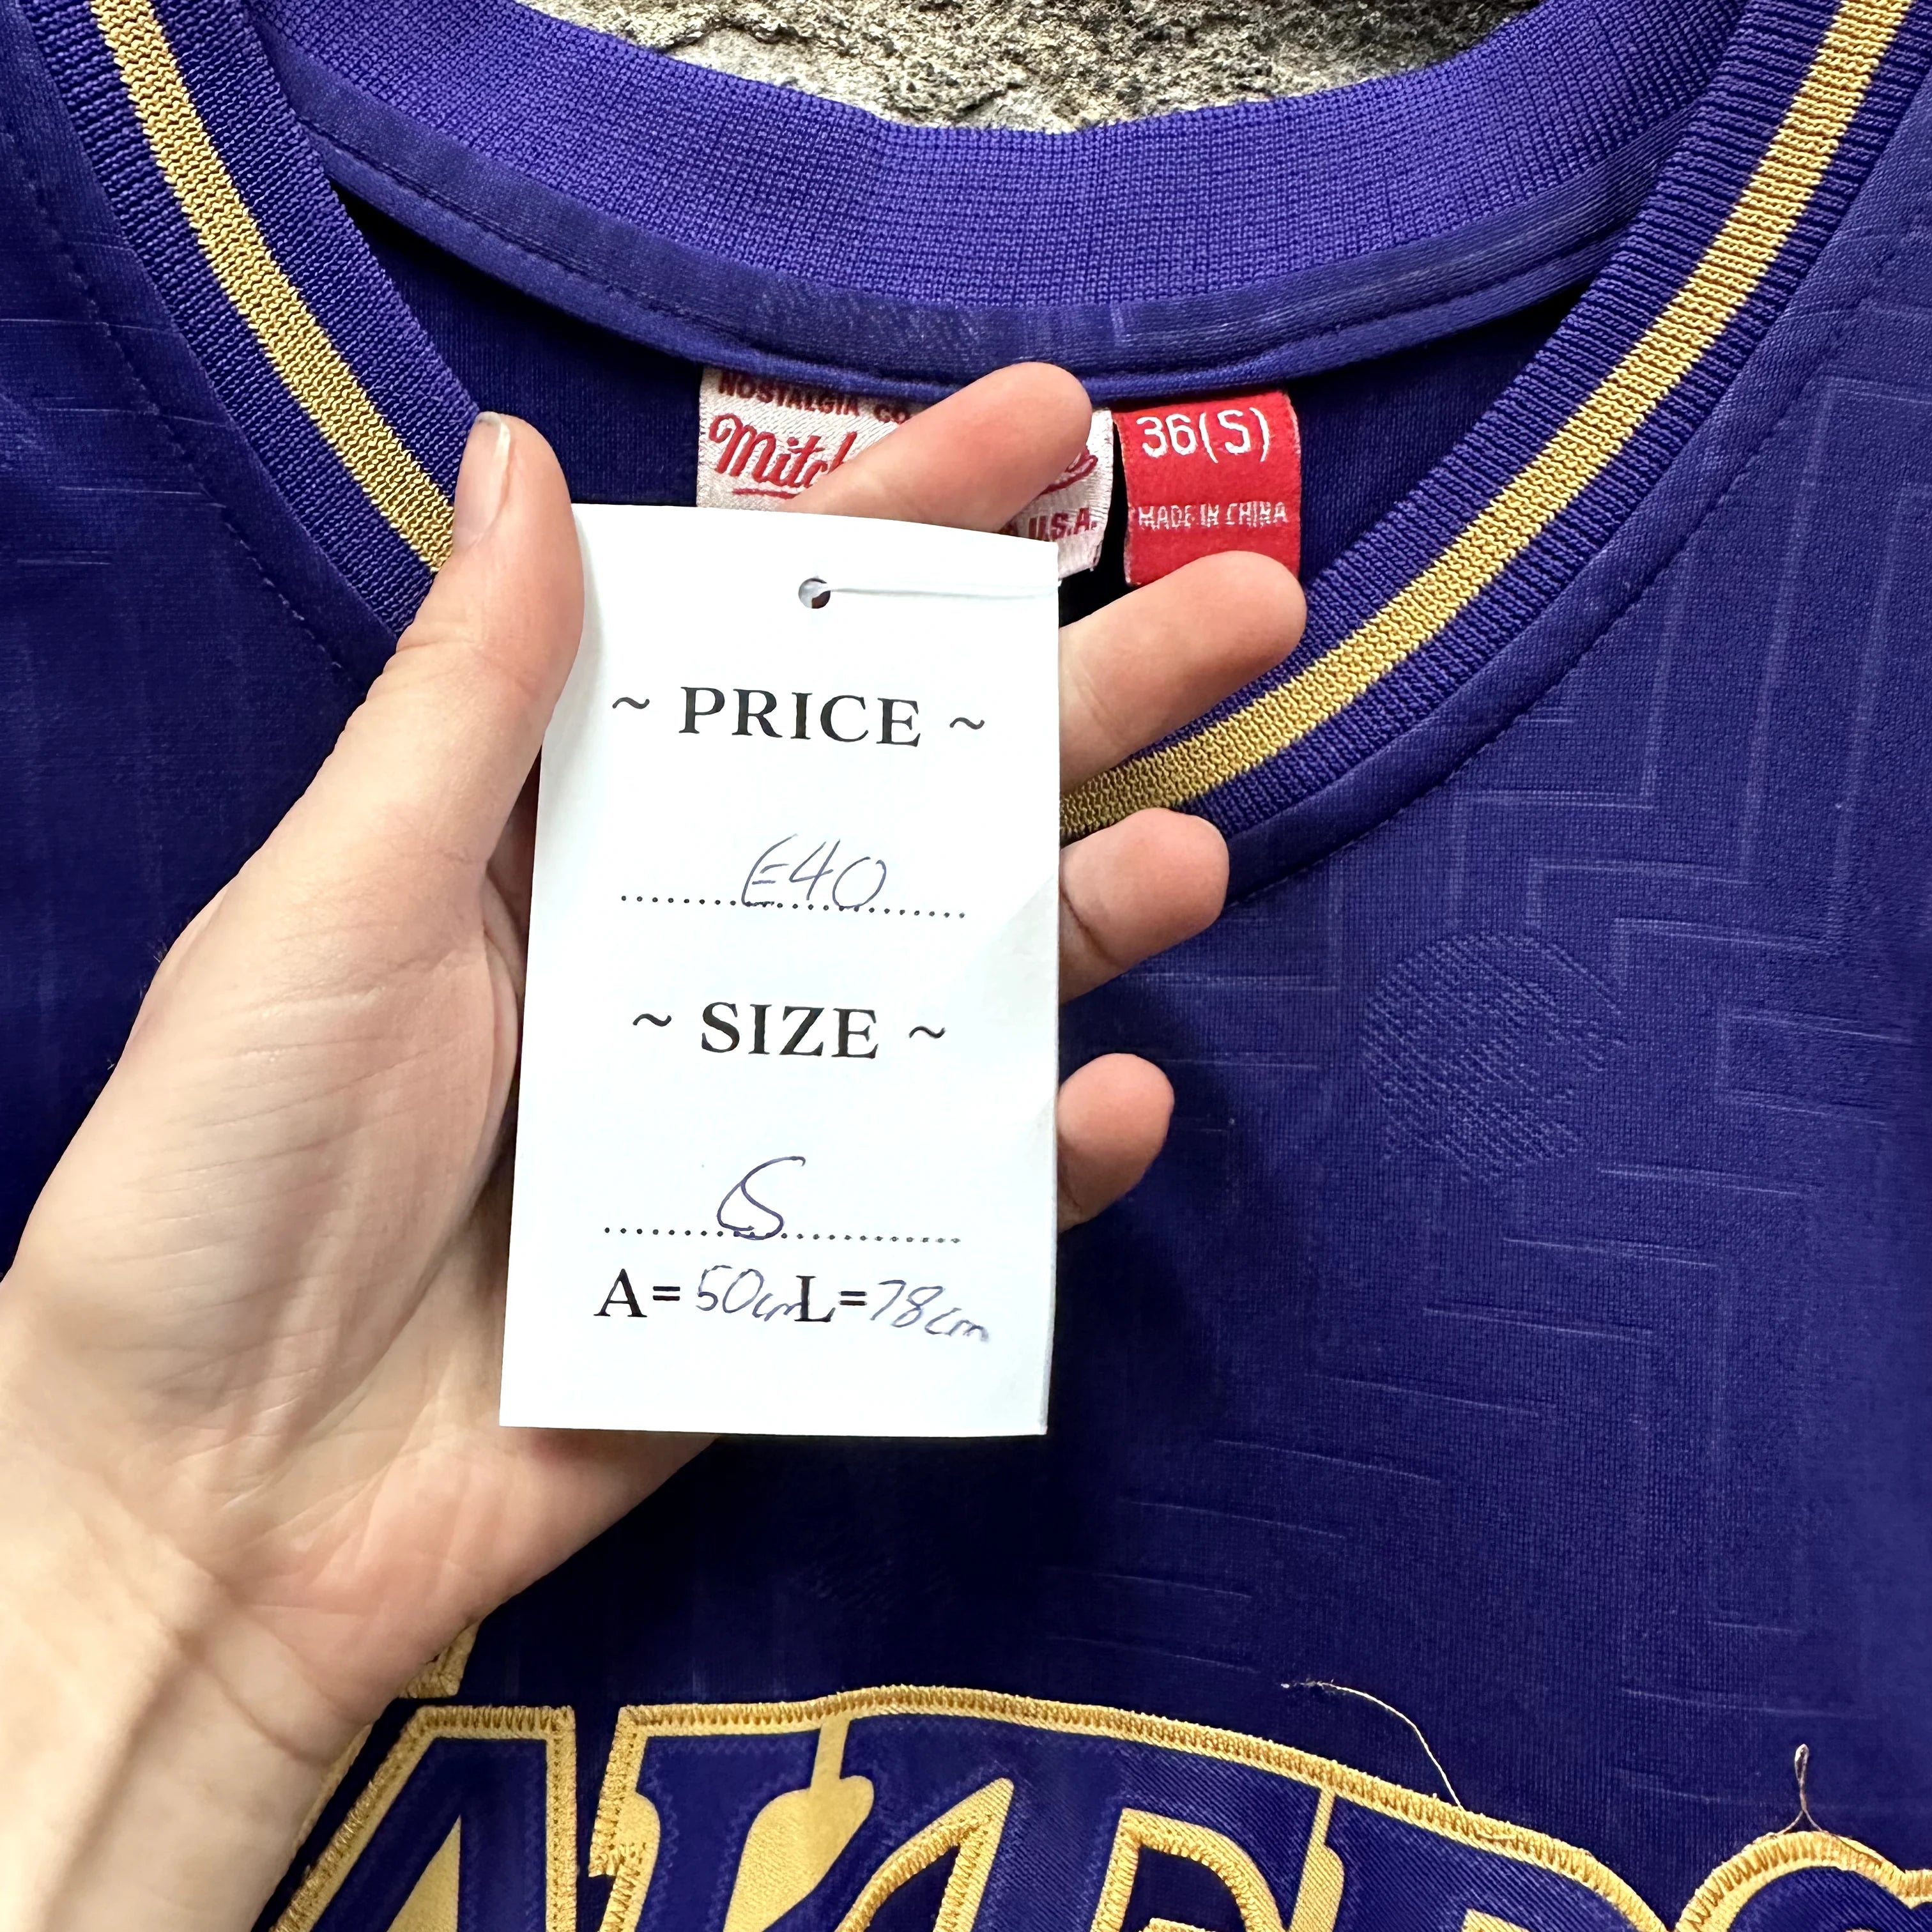 NOSTALGIA CO
Mitch
U.S.A.
36(S)
MADE IN CHINA
~ PRICE ~
€40
~ SIZE ~
S
A= 50cm L= 78cm